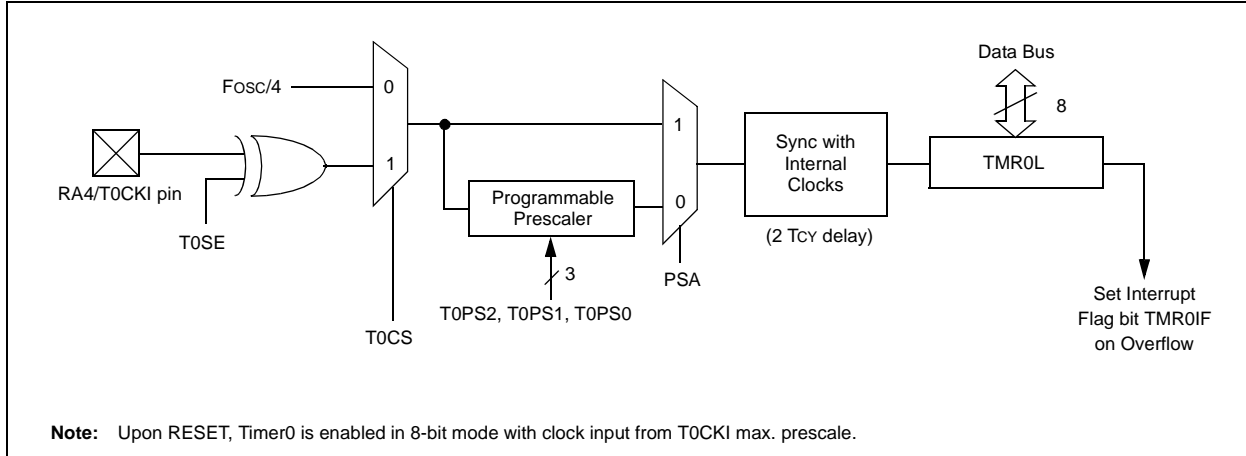 Data Bus
8
FOSC/4
0
1
RA4/T0CKI pin
T0SE
T0CS
Programmable
Prescaler
3
T0PS2, T0PS1, T0PS0
1
0
PSA
Sync with
Internal
Clocks
(2 TCY delay)
TMR0L
Set Interrupt
Flag bit TMR0IF
on Overflow
Note: Upon RESET, Timer0 is enabled in 8-bit mode with clock input from T0CKI max. prescale.